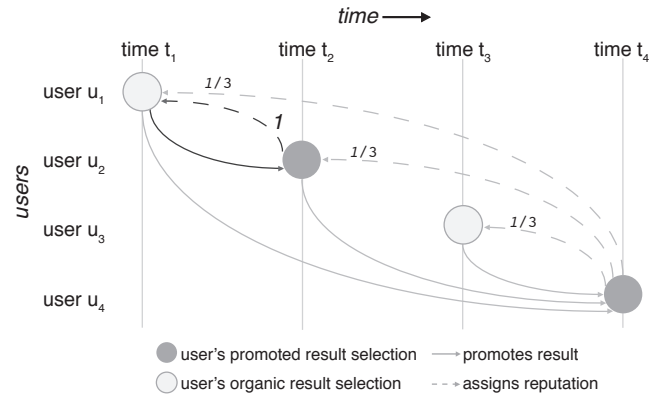 time
time t1 time t2 time t3 time t4
user u1
1/3
1
user u2
1/3
users
user u3
1/3
user u4
user's promoted result selection promotes result
user's organic result selection assigns reputation